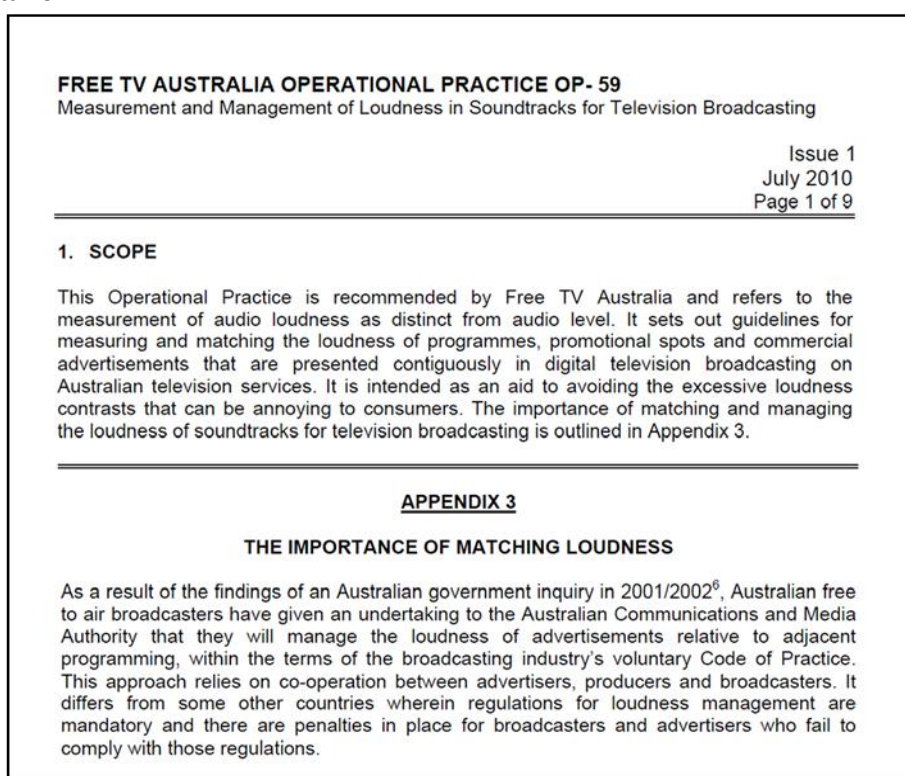 FREE TV AUSTRALIA OPERATIONAL PRACTICE OP- 59
Measurement and Management of Loudness in Soundtracks for Television Broadcasting
Issue 1
July 2010
Page 1 of 9
1. SCOPE
This Operational Practice is recommended by Free TV Australia and refers to the
measurement of audio loudness as distinct from audio level. It sets out guidelines for
measuring and matching the loudness of programmes, promotional spots and commercial
advertisements that are presented contiguously in digital television broadcasting on
Australian television services. It is intended as an aid to avoiding the excessive loudness
contrasts that can be annoying to consumers. The importance of matching and managing
the loudness of soundtracks for television broadcasting is outlined in Appendix 3.
APPENDIX 3
THE IMPORTANCE OF MATCHING LOUDNESS
As a result of the findings of an Australian government inquiry in 2001/2002⁶, Australian free
to air broadcasters have given an undertaking to the Australian Communications and Media
Authority that they will manage the loudness of advertisements relative to adjacent
programming, within the terms of the broadcasting industry's voluntary Code of Practice.
This approach relies on co-operation between advertisers, producers and broadcasters. It
differs from some other countries wherein regulations for loudness management are
mandatory and there are penalties in place for broadcasters and advertisers who fail to
comply with those regulations.